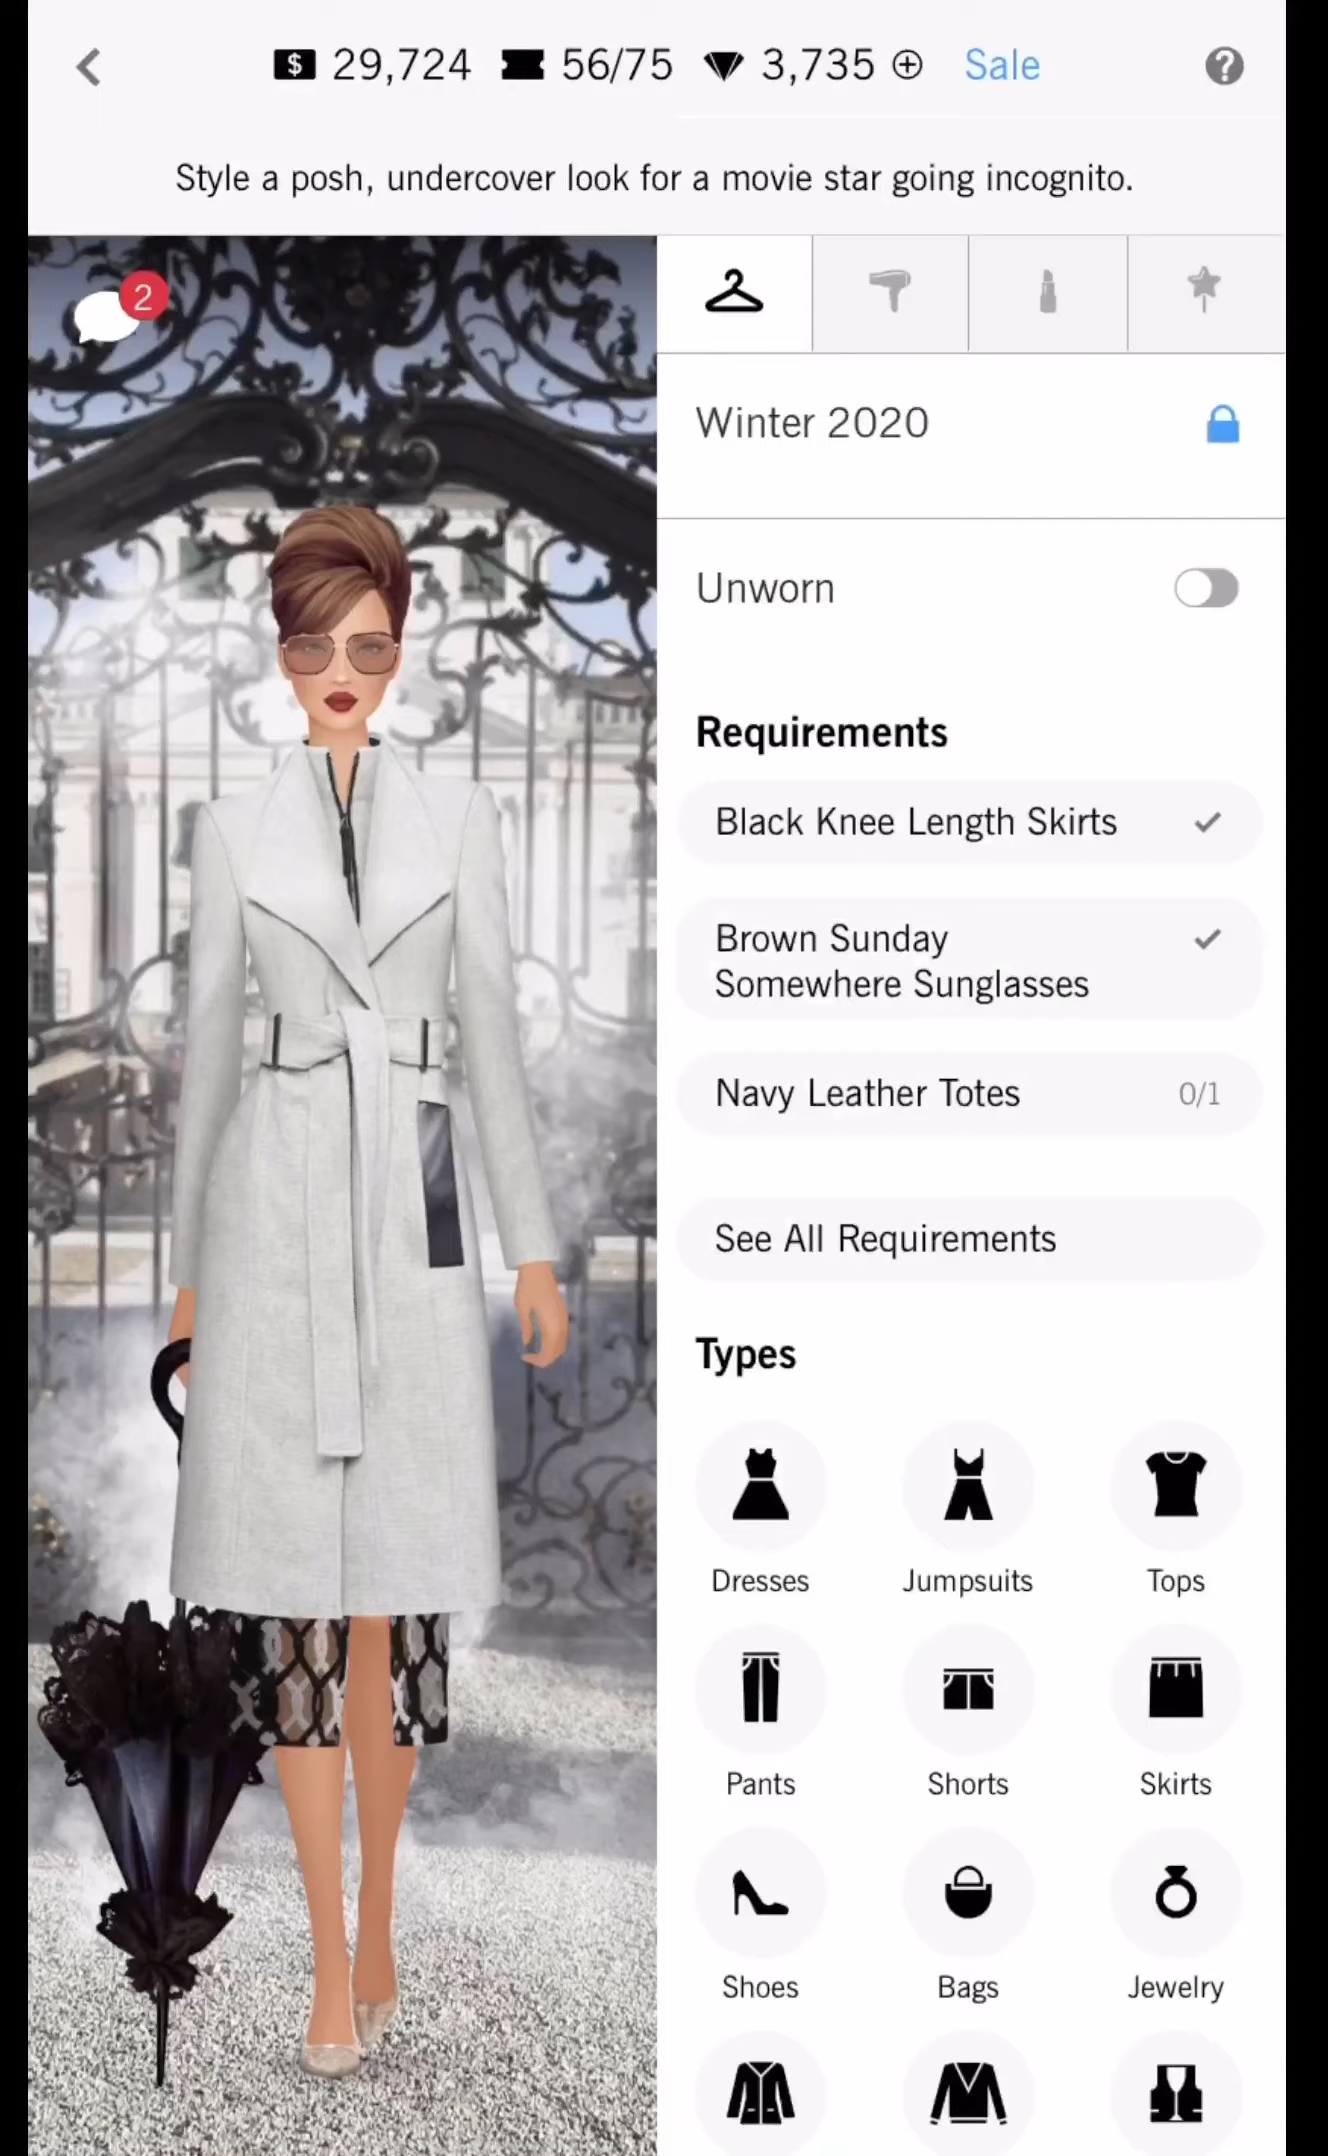 $ 29,724 56/75 3,735 + Sale ?
Style a posh, undercover look for a movie star going incognito.
2
Winter 2020
Unworn
Requirements
Black Knee Length Skirts
Brown Sunday
Somewhere Sunglasses
Navy Leather Totes 0/1
See All Requirements
Types
Dresses Jumpsuits Tops
Pants Shorts Skirts
Shoes Bags Jewelry